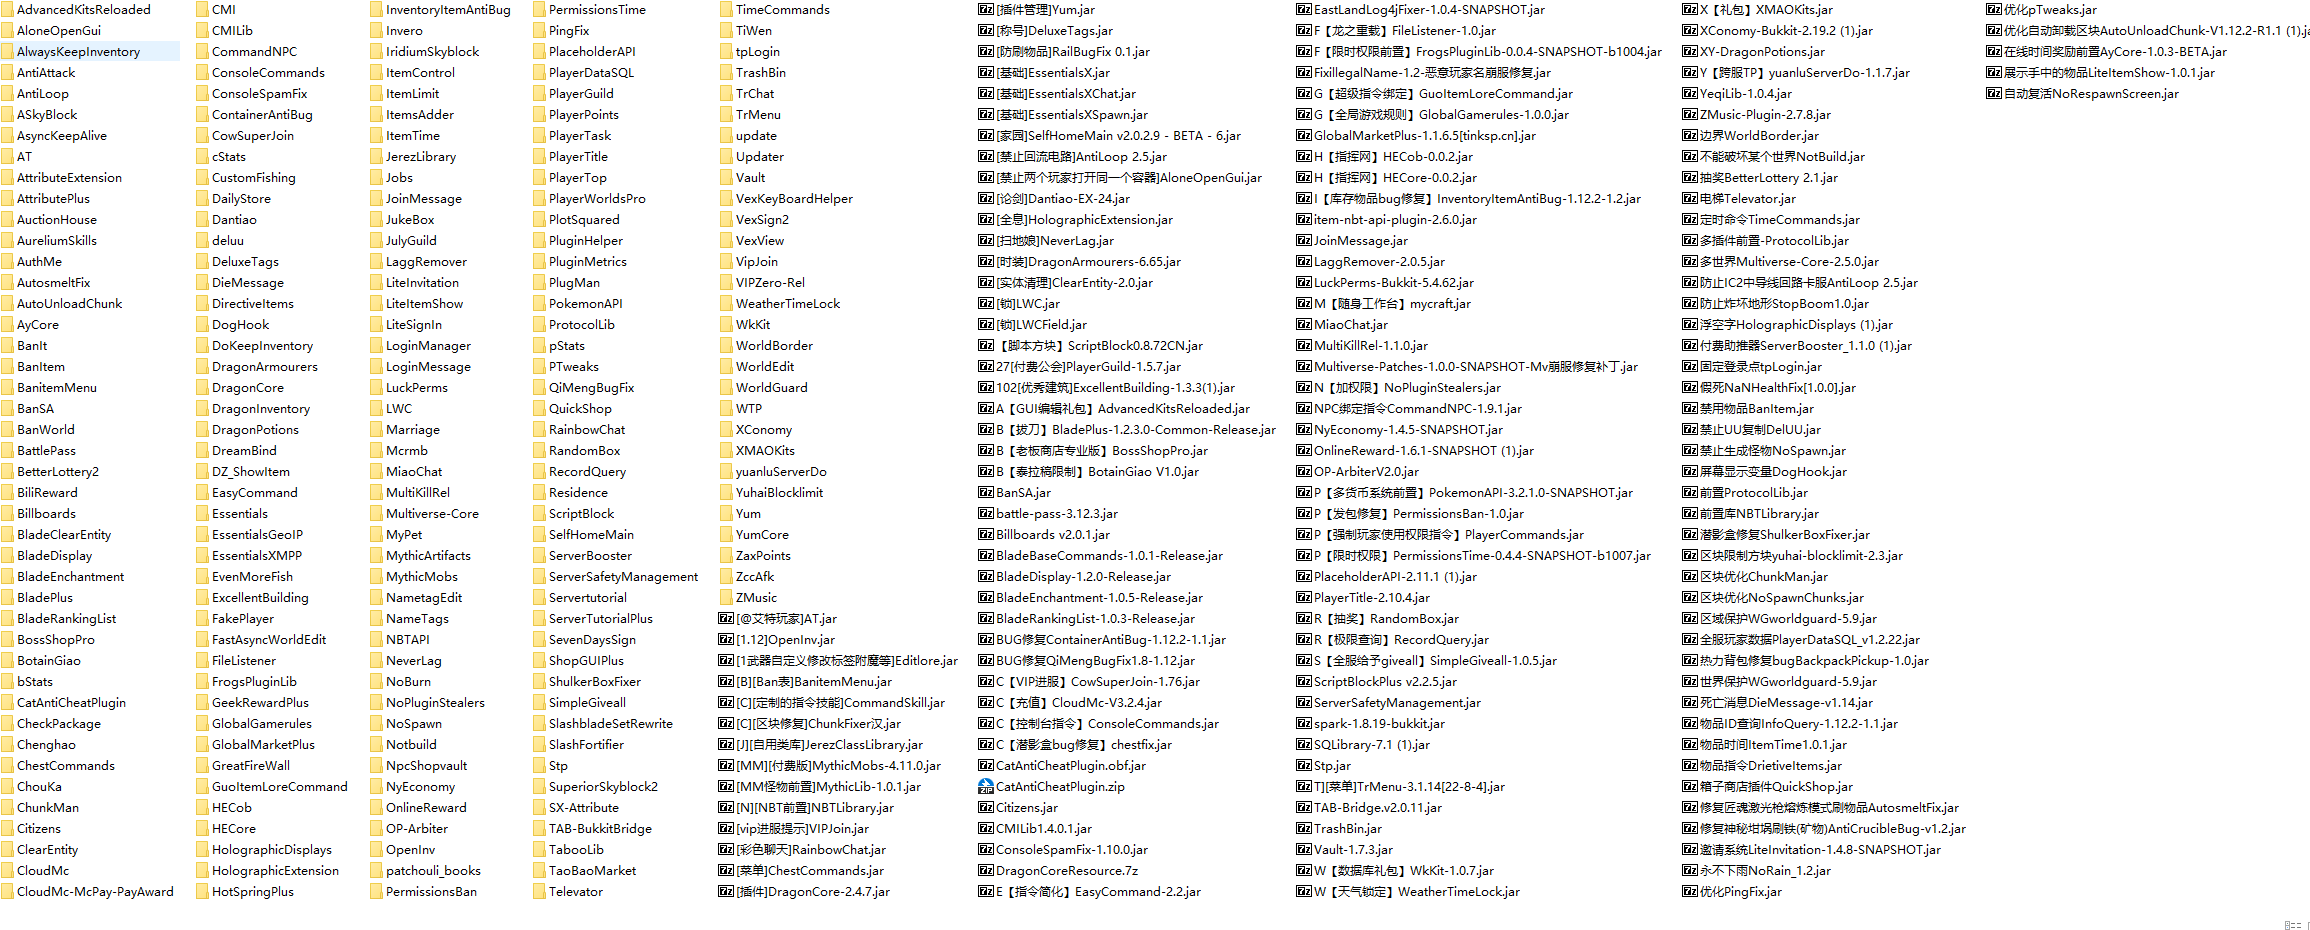 AdvancedKitsReloaded
AloneOpenGui
AlwaysKeepInventory
AntiAttack
AntiLoop
ASkyBlock
AsyncKeepAlive
AT
AttributeExtension
AttributePlus
AuctionHouse
AureliumSkills
AuthMe
AutosmeltFix
AutoUnloadChunk
AyCore
BanIt
BanItem
BanitemMenu
BanSA
BanWorld
BattlePass
BetterLottery2
BiliReward
Billboards
BladeClearEntity
BladeDisplay
BladeEnchantment
BladePlus
BladeRankingList
BossShopPro
BotainGiao
bStats
CatAntiCheatPlugin
CheckPackage
Chenghao
ChestCommands
ChouKa
ChunkMan
Citizens
ClearEntity
CloudMc
CloudMc-McPay-PayAward
CMI
CMILib
CommandNPC
ConsoleCommands
ConsoleSpamFix
ContainerAntiBug
CowSuperJoin
cStats
CustomFishing
DailyStore
Dantiao
deluu
DeluxeTags
DieMessage
DirectiveItems
DogHook
DoKeepInventory
DragonArmourers
DragonCore
DragonInventory
DragonPotions
DreamBind
DZ_ShowItem
EasyCommand
Essentials
EssentialsGeoIP
EssentialsXMPP
EvenMoreFish
ExcellentBuilding
FakePlayer
FastAsyncWorldEdit
FileListener
FrogsPluginLib
GeekRewardPlus
GlobalGamerules
GlobalMarketPlus
GreatFireWall
GuoItemLoreCommand
HECob
HECore
HolographicDisplays
HolographicExtension
HotSpringPlus
InventoryItemAntiBug
Invero
IridiumSkyblock
ItemControl
ItemLimit
ItemsAdder
ItemTime
JerezLibrary
Jobs
JoinMessage
JukeBox
JulyGuild
LaggRemover
LiteInvitation
LiteItemShow
LiteSignIn
LoginManager
LoginMessage
LuckPerms
LWC
Marriage
Mcrmb
MiaoChat
MultiKillRel
Multiverse-Core
MyPet
MythicArtifacts
MythicMobs
NametagEdit
NameTags
NBTAPI
NeverLag
NoBurn
NoPluginStealers
NoSpawn
Notbuild
NpcShopvault
NyEconomy
OnlineReward
OP-Arbiter
OpenInv
patchouli_books
PermissionsBan
PermissionsTime
PingFix
PlaceholderAPI
PlayerDataSQL
PlayerGuild
PlayerPoints
PlayerTask
PlayerTitle
PlayerTop
PlayerWorldsPro
PlotSquared
PluginHelper
PluginMetrics
PlugMan
PokemonAPI
ProtocolLib
pStats
PTweaks
QiMengBugFix
QuickShop
RainbowChat
RandomBox
RecordQuery
Residence
ScriptBlock
SelfHomeMain
ServerBooster
ServerSafetyManagement
Servertutorial
ServerTutorialPlus
SevenDaysSign
ShopGUIPlus
ShulkerBoxFixer
SimpleGiveall
SlashbladeSetRewrite
SlashFortifier
Stp
SuperiorSkyblock2
SX-Attribute
TAB-BukkitBridge
TabooLib
TaoBaoMarket
Televator
TimeCommands
TiWen
tpLogin
TrashBin
TrChat
TrMenu
update
Updater
Vault
VexKeyBoardHelper
VexSign2
VexView
VipJoin
VIPZero-Rel
WeatherTimeLock
WkKit
WorldBorder
WorldEdit
WorldGuard
WTP
XConomy
XMAOKits
yuanluServerDo
YuhaiBlocklimit
Yum
YumCore
ZaxPoints
ZccAfk
ZMusic
[@艾特玩家]AT.jar
[1.12]OpenInv.jar
[1武器自定义修改标签附魔等]Editlore.jar
[B][Ban表]BanitemMenu.jar
[C][定制的指令技能]CommandSkill.jar
[C][区块修复]ChunkFixer汉.jar
[J][自用类库]JerezClassLibrary.jar
[MM][付费版]MythicMobs-4.11.0.jar
[MM怪物前置]MythicLib-1.0.1.jar
[N][NBT前置]NBTLibrary.jar
[vip进服提示]VIPJoin.jar
[彩色聊天]RainbowChat.jar
[菜单]ChestCommands.jar
[插件]DragonCore-2.4.7.jar
[插件管理]Yum.jar
[称号]DeluxeTags.jar
[防刷物品]RailBugFix 0.1.jar
[基础]EssentialsX.jar
[基础]EssentialsXChat.jar
[基础]EssentialsXSpawn.jar
[家园]SelfHomeMain v2.0.2.9 - BETA - 6.jar
[禁止回流电路]AntiLoop 2.5.jar
[禁止两个玩家打开同一个容器]AloneOpenGui.jar
[论剑]Dantiao-EX-24.jar
[全息]HolographicExtension.jar
[扫地娘]NeverLag.jar
[时装]DragonArmourers-6.65.jar
[实体清理]ClearEntity-2.0.jar
[锁]LWC.jar
[锁]LWCField.jar
【脚本方块】ScriptBlock0.8.72CN.jar
27[付费公会]PlayerGuild-1.5.7.jar
102[优秀建筑]ExcellentBuilding-1.3.3(1).jar
A【GUI编辑礼包】AdvancedKitsReloaded.jar
B【拔刀】BladePlus-1.2.3.0-Common-Release.jar
B【老板商店专业版】BossShopPro.jar
B【泰拉稿限制】BotainGiao V1.0.jar
BanSA.jar
battle-pass-3.12.3.jar
Billboards v2.0.1.jar
BladeBaseCommands-1.0.1-Release.jar
BladeDisplay-1.2.0-Release.jar
BladeEnchantment-1.0.5-Release.jar
BladeRankingList-1.0.3-Release.jar
BUG修复ContainerAntiBug-1.12.2-1.1.jar
BUG修复QiMengBugFix1.8-1.12.jar
C【VIP进服】CowSuperJoin-1.76.jar
C【充值】CloudMc-V3.2.4.jar
C【控制台指令】ConsoleCommands.jar
C【潜影盒bug修复】chestfix.jar
CatAntiCheatPlugin.obf.jar
CatAntiCheatPlugin.zip
Citizens.jar
CMILib1.4.0.1.jar
ConsoleSpamFix-1.10.0.jar
DragonCoreResource.7z
E【指令简化】EasyCommand-2.2.jar
EastLandLog4jFixer-1.0.4-SNAPSHOT.jar
F【龙之重载】FileListener-1.0.jar
F【限时权限前置】FrogsPluginLib-0.0.4-SNAPSHOT-b1004.jar
FixIllegalName-1.2-恶意玩家名崩服修复.jar
G【超级指令绑定】GuoItemLoreCommand.jar
G【全局游戏规则】GlobalGamerules-1.0.0.jar
GlobalMarketPlus-1.1.6.5[tinksp.cn].jar
H【指挥网】HECob-0.0.2.jar
H【指挥网】HECore-0.0.2.jar
I【库存物品bug修复】InventoryItemAntiBug-1.12.2-1.2.jar
item-nbt-api-plugin-2.6.0.jar
JoinMessage.jar
LaggRemover-2.0.5.jar
LuckPerms-Bukkit-5.4.62.jar
M【随身工作台】mycraft.jar
MiaoChat.jar
MultiKillRel-1.1.0.jar
Multiverse-Patches-1.0.0-SNAPSHOT-Mv崩服修复补丁.jar
N【加权限】NoPluginStealers.jar
NPC绑定指令CommandNPC-1.9.1.jar
NyEconomy-1.4.5-SNAPSHOT.jar
OnlineReward-1.6.1-SNAPSHOT (1).jar
OP-ArbiterV2.0.jar
P【多货币系统前置】PokemonAPI-3.2.1.0-SNAPSHOT.jar
P【发包修复】PermissionsBan-1.0.jar
P【强制玩家使用权限指令】PlayerCommands.jar
P【限时权限】PermissionsTime-0.4.4-SNAPSHOT-b1007.jar
PlaceholderAPI-2.11.1 (1).jar
PlayerTitle-2.10.4.jar
R【抽奖】RandomBox.jar
R【极限查询】RecordQuery.jar
S【全服给予giveall】SimpleGiveall-1.0.5.jar
ScriptBlockPlus v2.2.5.jar
ServerSafetyManagement.jar
spark-1.8.19-bukkit.jar
SQLibrary-7.1 (1).jar
Stp.jar
T][菜单]TrMenu-3.1.14[22-8-4].jar
TAB-Bridge.v2.0.11.jar
TrashBin.jar
Vault-1.7.3.jar
W【数据库礼包】WkKit-1.0.7.jar
W【天气锁定】WeatherTimeLock.jar
X【礼包】XMAOKits.jar
XConomy-Bukkit-2.19.2 (1).jar
XY-DragonPotions.jar
Y【跨服TP】yuanluServerDo-1.1.7.jar
YeqiLib-1.0.4.jar
ZMusic-Plugin-2.7.8.jar
边界WorldBorder.jar
不能破坏某个世界NotBuild.jar
抽奖BetterLottery 2.1.jar
电梯Televator.jar
定时命令TimeCommands.jar
多插件前置-ProtocolLib.jar
多世界Multiverse-Core-2.5.0.jar
防止IC2中导线回路卡服AntiLoop 2.5.jar
防止炸坏地形StopBoom1.0.jar
浮空字HolographicDisplays (1).jar
付费助推器ServerBooster_1.1.0 (1).jar
固定登录点tpLogin.jar
假死NaNHealthFix[1.0.0].jar
禁用物品BanItem.jar
禁止UU复制DelUU.jar
禁止生成怪物NoSpawn.jar
屏幕显示变量DogHook.jar
前置ProtocolLib.jar
前置库NBTLibrary.jar
潜影盒修复ShulkerBoxFixer.jar
区块限制方块yuhai-blocklimit-2.3.jar
区块优化ChunkMan.jar
区块优化NoSpawnChunks.jar
区域保护WGworldguard-5.9.jar
全服玩家数据PlayerDataSQL_v1.2.22.jar
热力背包修复bugBackpackPickup-1.0.jar
世界保护WGworldguard-5.9.jar
死亡消息DieMessage-v1.14.jar
物品ID查询InfoQuery-1.12.2-1.1.jar
物品时间ItemTime1.0.1.jar
物品指令DrietiveItems.jar
箱子商店插件QuickShop.jar
修复匠魂激光枪熔炼模式刷物品AutosmeltFix.jar
修复神秘坩埚刷铁(矿物)AntiCrucibleBug-v1.2.jar
邀请系统LiteInvitation-1.4.8-SNAPSHOT.jar
永不下雨NoRain_1.2.jar
优化PingFix.jar
优化pTweaks.jar
优化自动卸载区块AutoUnloadChunk-V1.12.2-R1.1 (1).ja
在线时间奖励前置AyCore-1.0.3-BETA.jar
展示手中的物品LiteItemShow-1.0.1.jar
自动复活NoRespawnScreen.jar